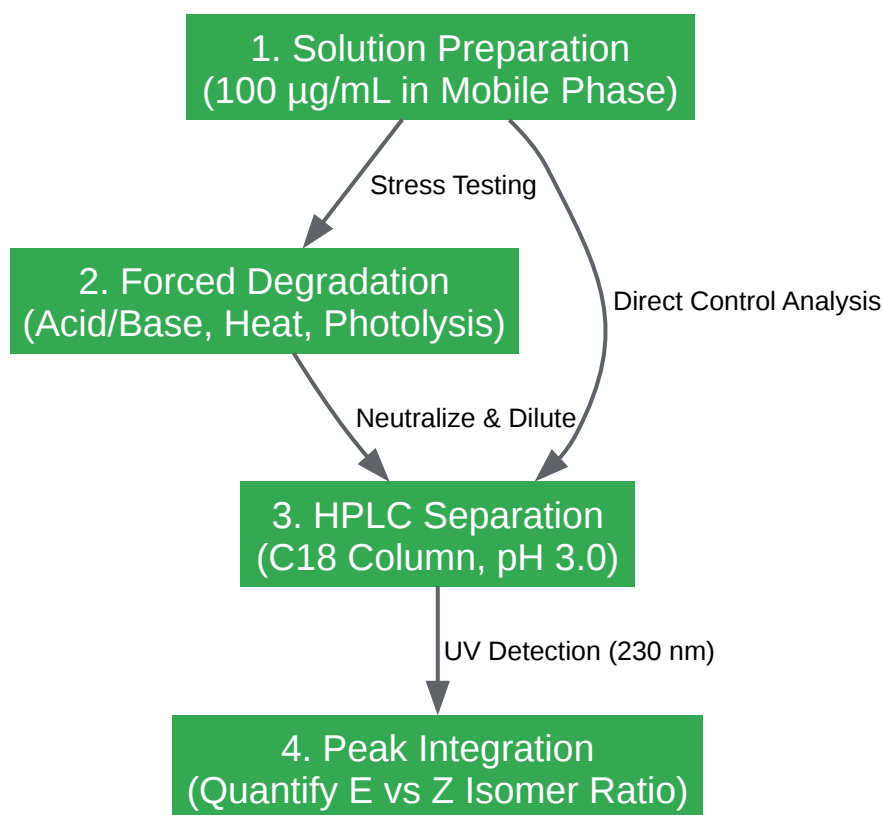 1. Solution Preparation
(100 µg/mL in Mobile Phase)
Stress Testing
2. Forced Degradation
(Acid/Base, Heat, Photolysis)
Direct Control Analysis
Neutralize & Dilute
3. HPLC Separation
(C18 Column, pH 3.0)
UV Detection (230 nm)
4. Peak Integration
(Quantify E vs Z Isomer Ratio)